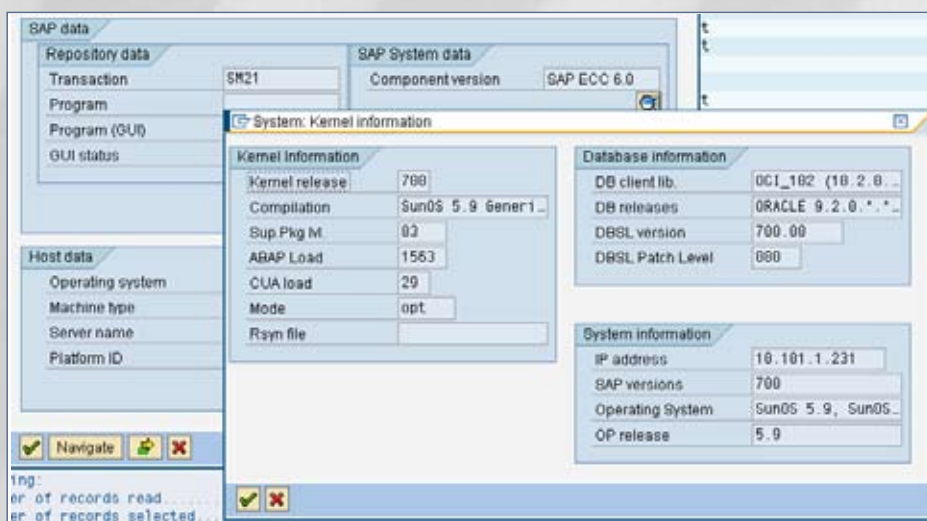 SAP data
Repository data
Transaction SM21
Program
Program (GUI)
GUI status
SAP System data
Component version SAP ECC 6.0
t
t
t
Host data
Operating system
Machine type
Server name
Platform ID
Navigate
System: Kernel information
Kernel Information
Kernel release 700
Compilation SunOS 5.9 Generi..
Sup.Pkg lvl. 83
ABAP Load 1563
CUA load 29
Mode opt
Rsyn file
Database information
DB client lib. OCI_102 (10.2.0...
DB releases ORACLE 9.2.0.*.*..
DBSL version 700.08
DBSL Patch Level
System information
IP address 10.101.1.231
SAP versions 700
Operating System SunOS 5.9, SunOS..
OP release 5.9
ing:
er of records read.......
er of records selected...